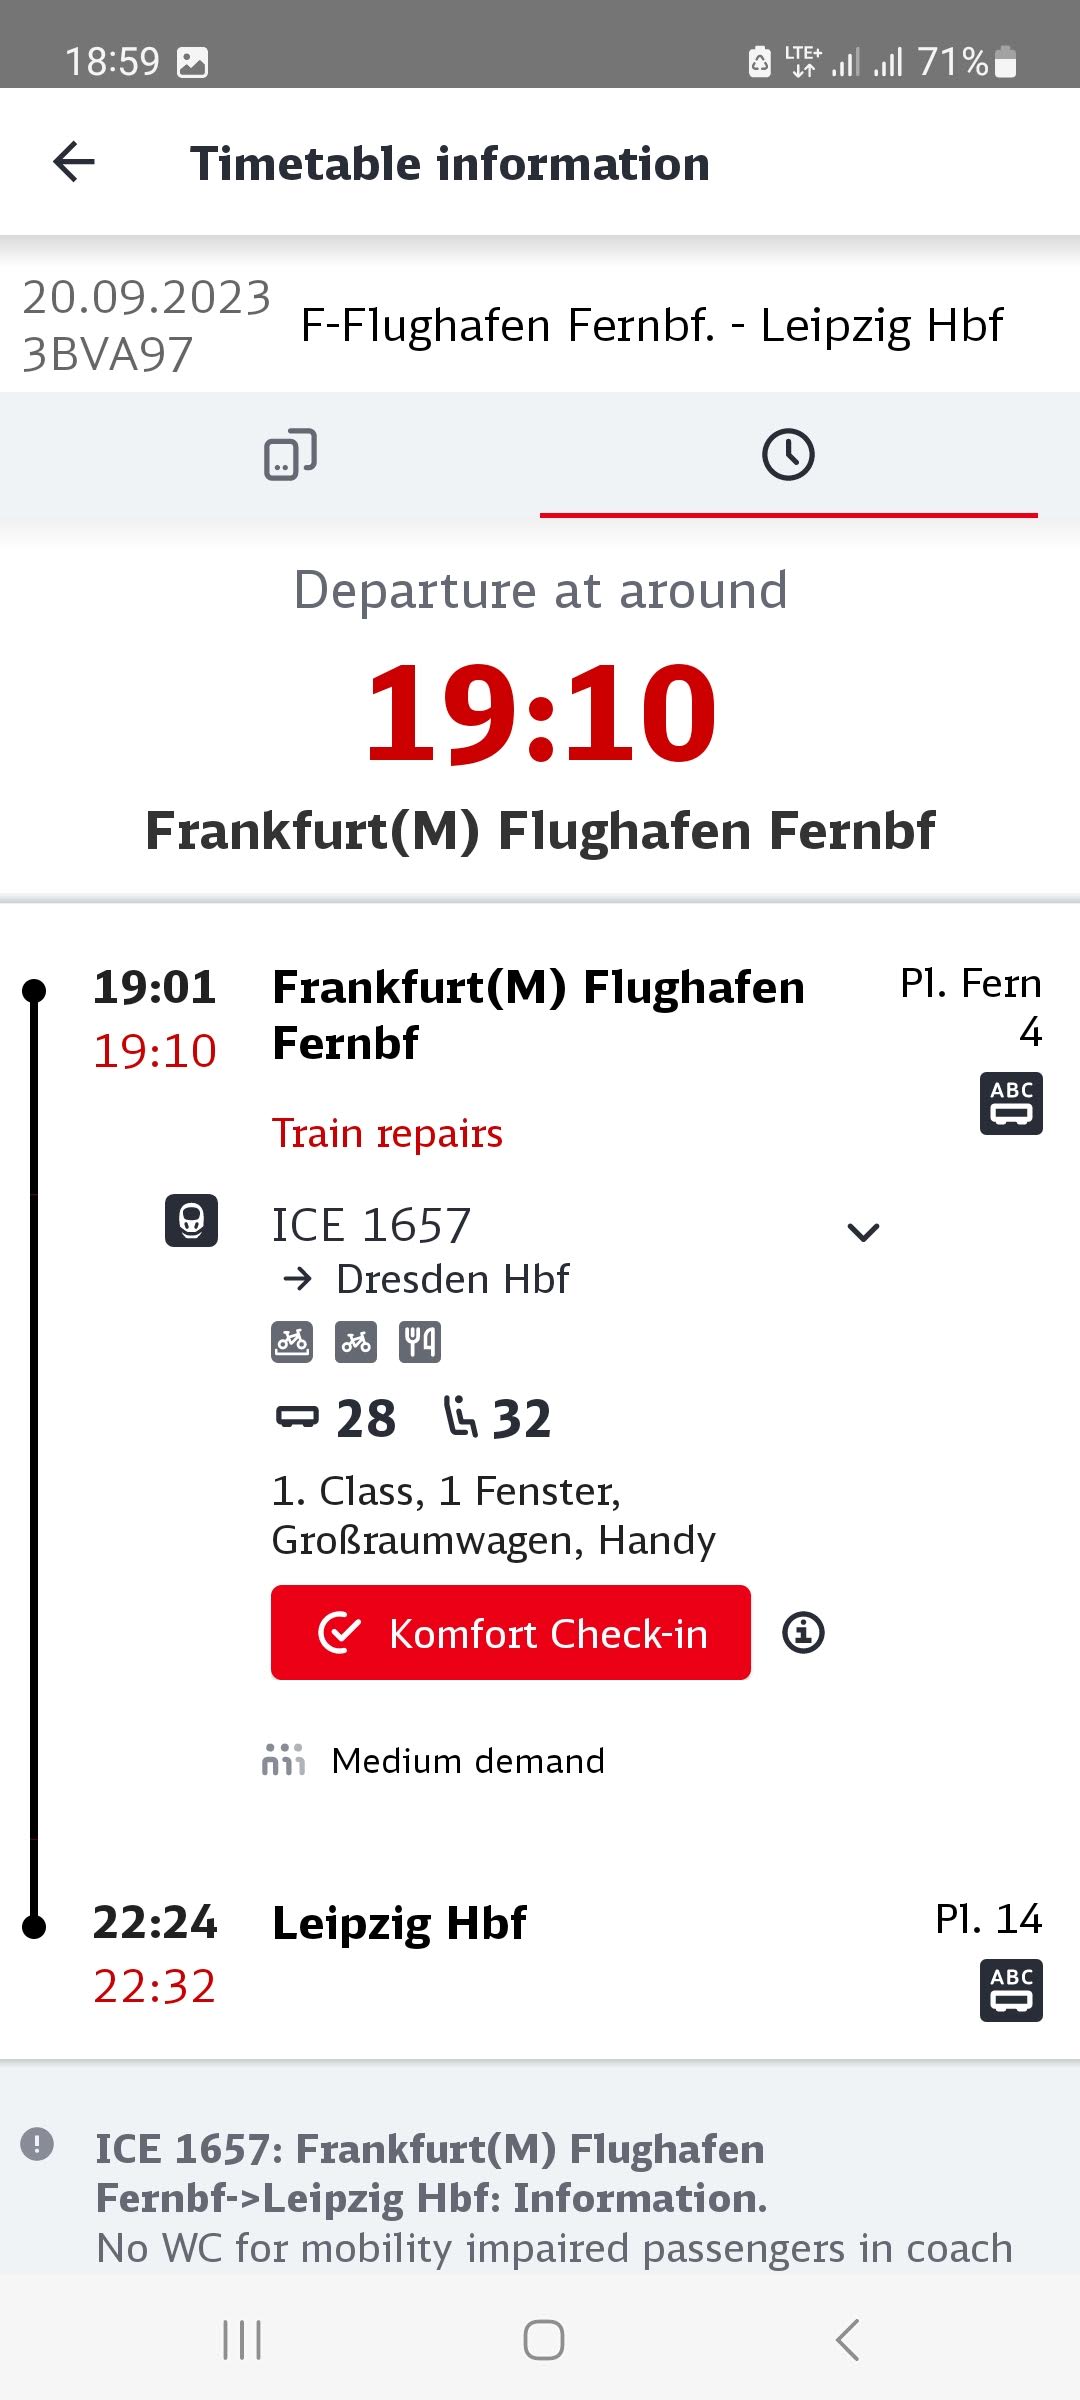 18:59 LTE+ 71%
Timetable information
20.09.2023
3BVA97
F-Flughafen Fernbf. - Leipzig Hbf
Departure at around
19:10
Frankfurt(M) Flughafen Fernbf
19:01 Frankfurt(M) Flughafen Pl. Fern
19:10 Fernbf 4
ABC
Train repairs
ICE 1657
→ Dresden Hbf
28 32
1. Class, 1 Fenster,
Großraumwagen, Handy
Komfort Check-in
Medium demand
22:24 Leipzig Hbf Pl. 14
22:32
ABC
ICE 1657: Frankfurt(M) Flughafen
Fernbf->Leipzig Hbf: Information.
No WC for mobility impaired passengers in coach